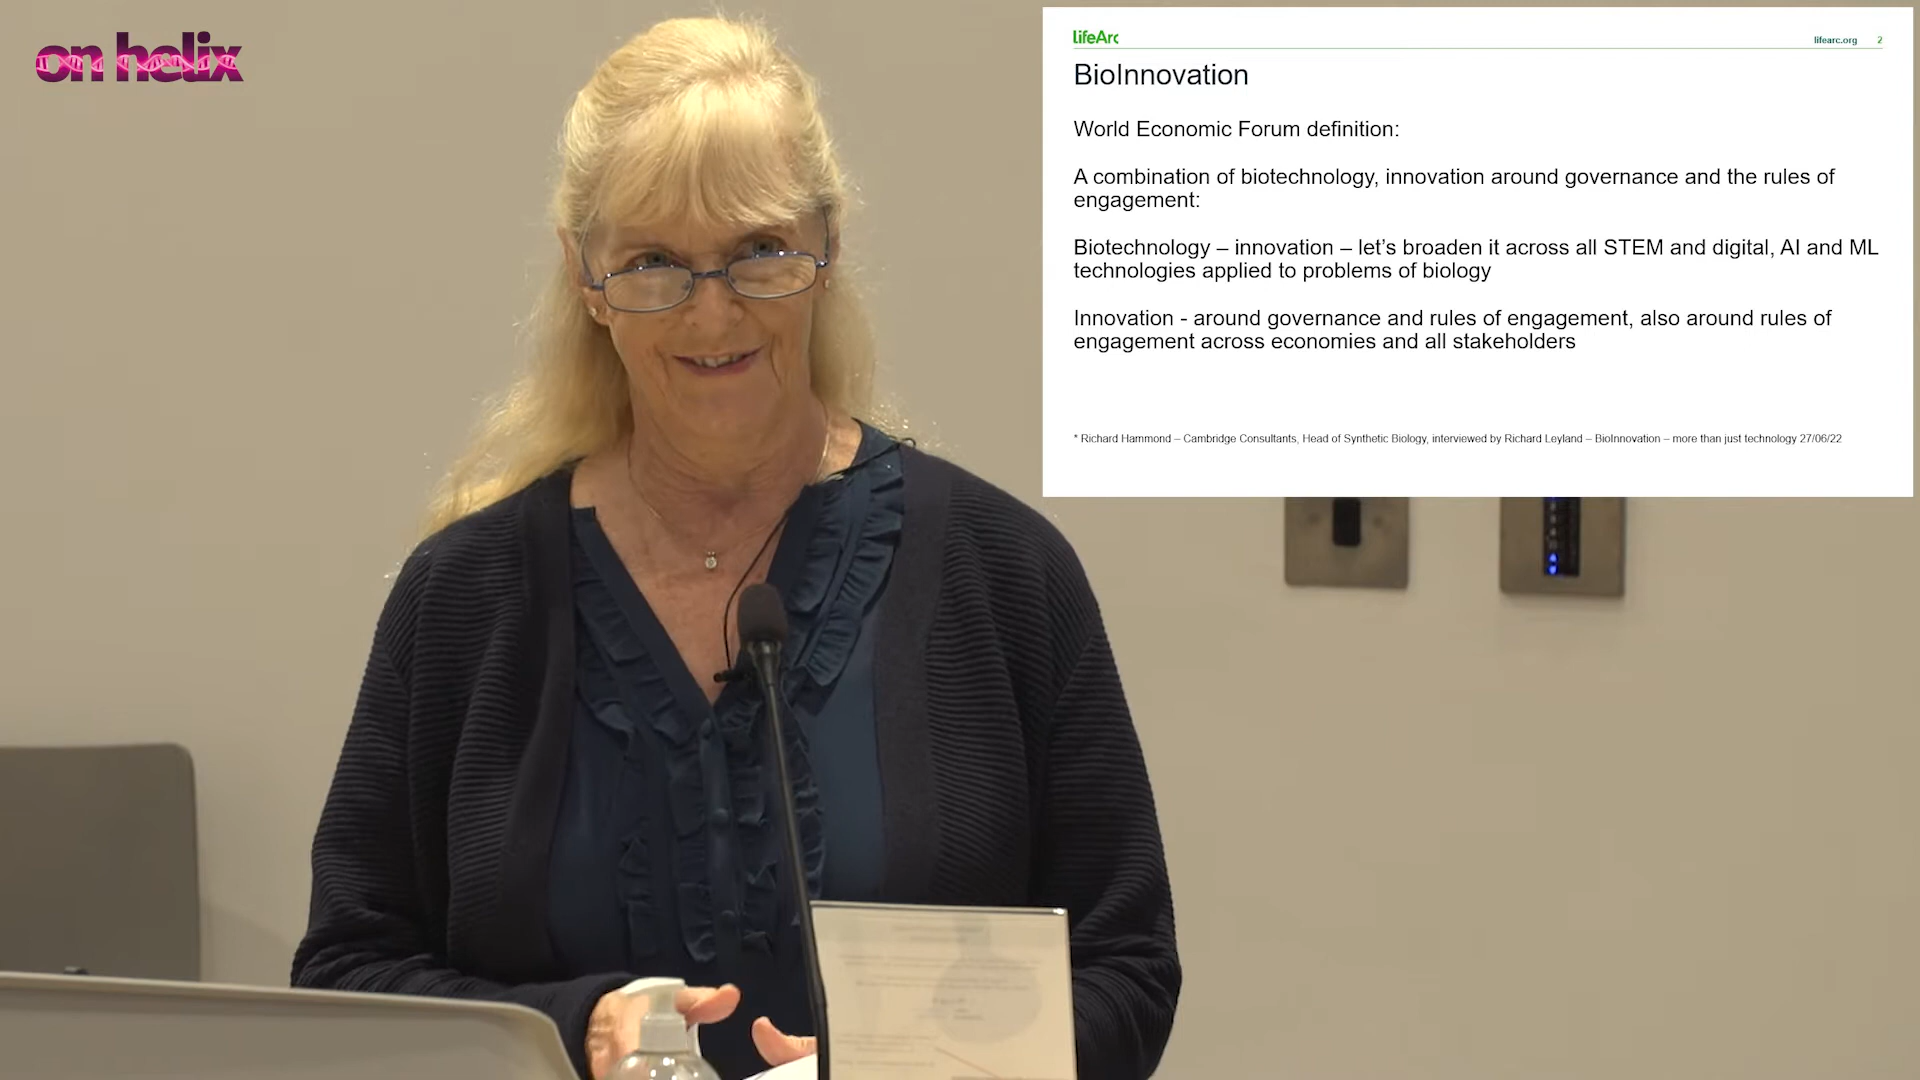 on helix
lifeArc
lifearc.org 2
BioInnovation
World Economic Forum definition:
A combination of biotechnology, innovation around governance and the rules of
engagement:
Biotechnology – innovation – let's broaden it across all STEM and digital, AI and ML
technologies applied to problems of biology
Innovation - around governance and rules of engagement, also around rules of
engagement across economies and all stakeholders
* Richard Hammond – Cambridge Consultants, Head of Synthetic Biology, interviewed by Richard Leyland – BioInnovation – more than just technology 27/06/22